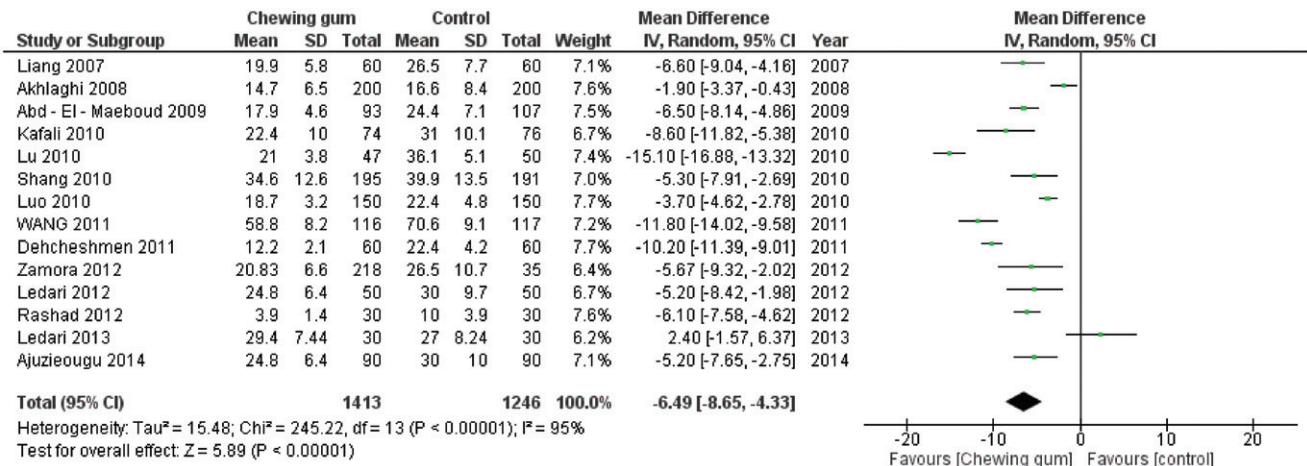 Chewing gum Control Mean Difference Mean Difference
Study or Subgroup Mean SD Total Mean SD Total Weight IV, Random, 95% CI Year IV, Random, 95% CI
Liang 2007 19.9 5.8 60 26.5 7.7 60 7.1% -6.60 [-9.04, -4.16] 2007
Akhlaghi 2008 14.7 6.5 200 16.6 8.4 200 7.6% -1.90 [-3.37, -0.43] 2008
Abd - El - Maeboud 2009 17.9 4.6 93 24.4 7.1 107 7.5% -6.50 [-8.14, -4.86] 2009
Kafali 2010 22.4 10 74 31 10.1 76 6.7% -8.60 [-11.82, -5.38] 2010
Lu 2010 21 3.8 47 36.1 5.1 50 7.4% -15.10 [-16.88, -13.32] 2010
Shang 2010 34.6 12.6 195 39.9 13.5 191 7.0% -5.30 [-7.91, -2.69] 2010
Luo 2010 18.7 3.2 150 22.4 4.8 150 7.7% -3.70 [-4.62, -2.78] 2010
WANG 2011 58.8 8.2 116 70.6 9.1 117 7.2% -11.80 [-14.02, -9.58] 2011
Dehcheshmen 2011 12.2 2.1 60 22.4 4.2 60 7.7% -10.20 [-11.39, -9.01] 2011
Zamora 2012 20.83 6.6 218 26.5 10.7 35 6.4% -5.67 [-9.32, -2.02] 2012
Ledari 2012 24.8 6.4 50 30 9.7 50 6.7% -5.20 [-8.42, -1.98] 2012
Rashad 2012 3.9 1.4 30 10 3.9 30 7.6% -6.10 [-7.58, -4.62] 2012
Ledari 2013 29.4 7.44 30 27 8.24 30 6.2% 2.40 [-1.57, 6.37] 2013
Ajuzieougu 2014 24.8 6.4 90 30 10 90 7.1% -5.20 [-7.65, -2.75] 2014
Total (95% CI) 1413 1246 100.0% -6.49 [-8.65, -4.33]
Heterogeneity: Tau² = 15.48; Chi² = 245.22, df = 13 (P < 0.00001); I² = 95%
Test for overall effect: Z = 5.89 (P < 0.00001)
-20 -10 0 10 20
Favours [Chewing gum] Favours [control]